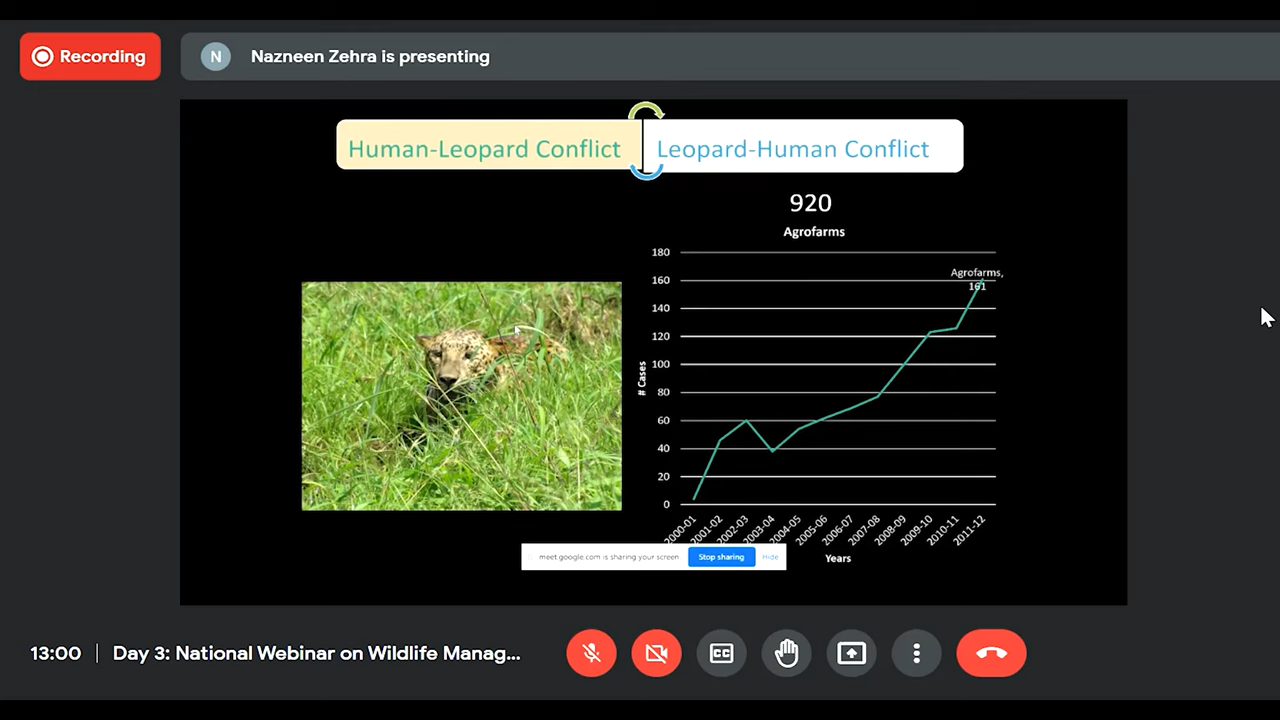 Recording
N
Nazneen Zehra is presenting
Human-Leopard Conflict
Leopard-Human Conflict
920
Agrofarms
180
160
140
120
100
80
60
40
20
0
# Cases
Agrofarms,
161
2000-01
2001-02
2002-03
2003-04
2004-05
2005-06
2006-07
2007-08
2008-09
2009-10
2010-11
2011-12
Years
meet.google.com is sharing your screen
Stop sharing
Hide
13:00
Day 3: National Webinar on Wildlife Manag...
CC